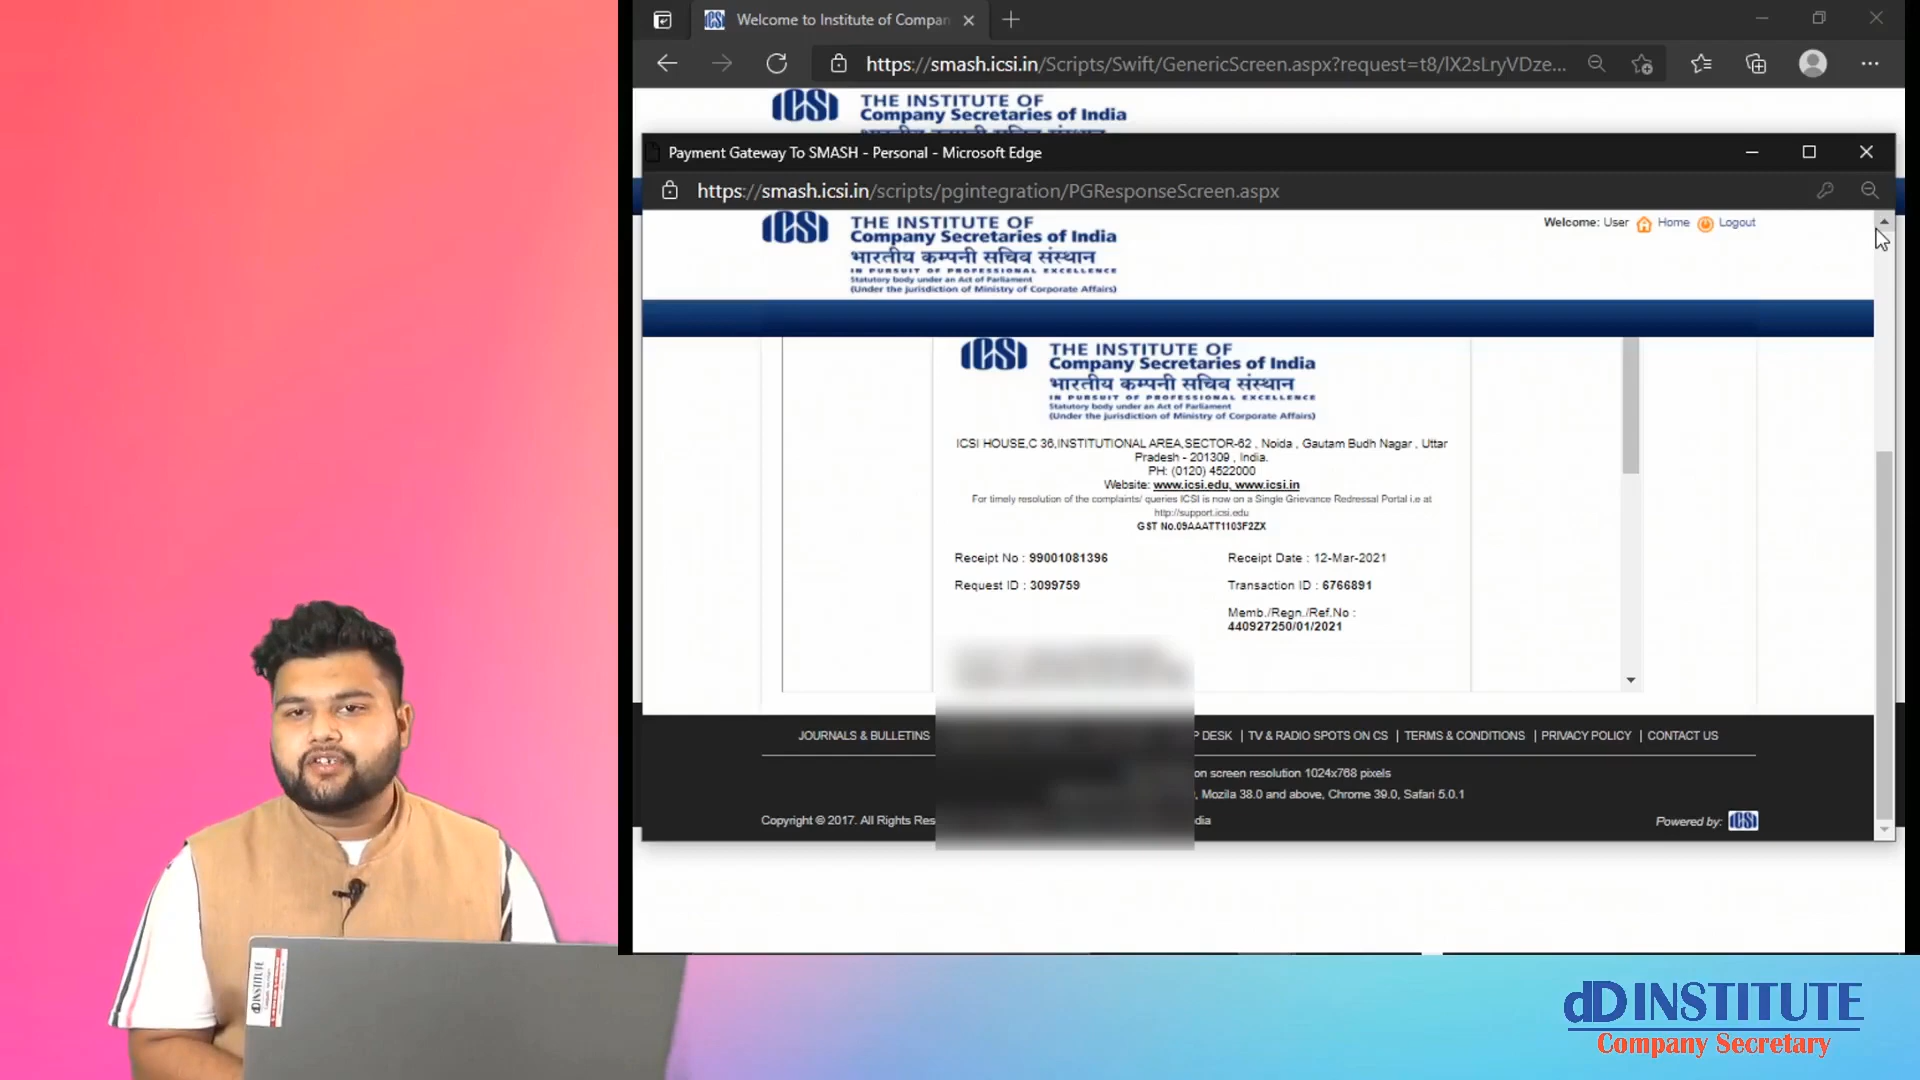 Welcome to Institute of Compan
https://smash.icsi.in/Scripts/Swift/GenericScreen.aspx?request=t8/lX2sLryVDze...
ICSI
THE INSTITUTE OF
Company Secretaries of India
Payment Gateway To SMASH - Personal - Microsoft Edge
https://smash.icsi.in/scripts/pgintegration/PGResponseScreen.aspx
ICSI
THE INSTITUTE OF
Company Secretaries of India
भारतीय कम्पनी सचिव संस्थान
IN PURSUIT OF PROFESSIONAL EXCELLENCE
Statutory body under an Act of Parliament
(Under the jurisdiction of Ministry of Corporate Affairs)
Welcome: User Home Logout
ICSI
THE INSTITUTE OF
Company Secretaries of India
भारतीय कम्पनी सचिव संस्थान
IN PURSUIT OF PROFESSIONAL EXCELLENCE
Statutory body under an Act of Parliament
(Under the jurisdiction of Ministry of Corporate Affairs)
ICSI HOUSE,C 36,INSTITUTIONAL AREA,SECTOR-62 , Noida , Gautam Budh Nagar , Uttar
Pradesh - 201309 , India.
PH: (0120) 4522000
Website: www.icsi.edu, www.icsi.in
For timely resolution of the complaints/ queries ICSI is now on a Single Grievance Redressal Portal i.e at
http://support.icsi.edu
GST No.09AAATT1103F2ZX
Receipt No : 99001081396
Receipt Date : 12-Mar-2021
Request ID : 3099759
Transaction ID : 6766891
Memb./Regn./Ref.No :
440927250/01/2021
JOURNALS & BULLETINS
P DESK | TV & RADIO SPOTS ON CS | TERMS & CONDITIONS | PRIVACY POLICY | CONTACT US
on screen resolution 1024x768 pixels
, Mozila 38.0 and above, Chrome 39.0, Safari 5.0.1
Copyright © 2017. All Rights Res
dia
Powered by: ICSI
dD INSTITUTE
dD INSTITUTE
Company Secretary